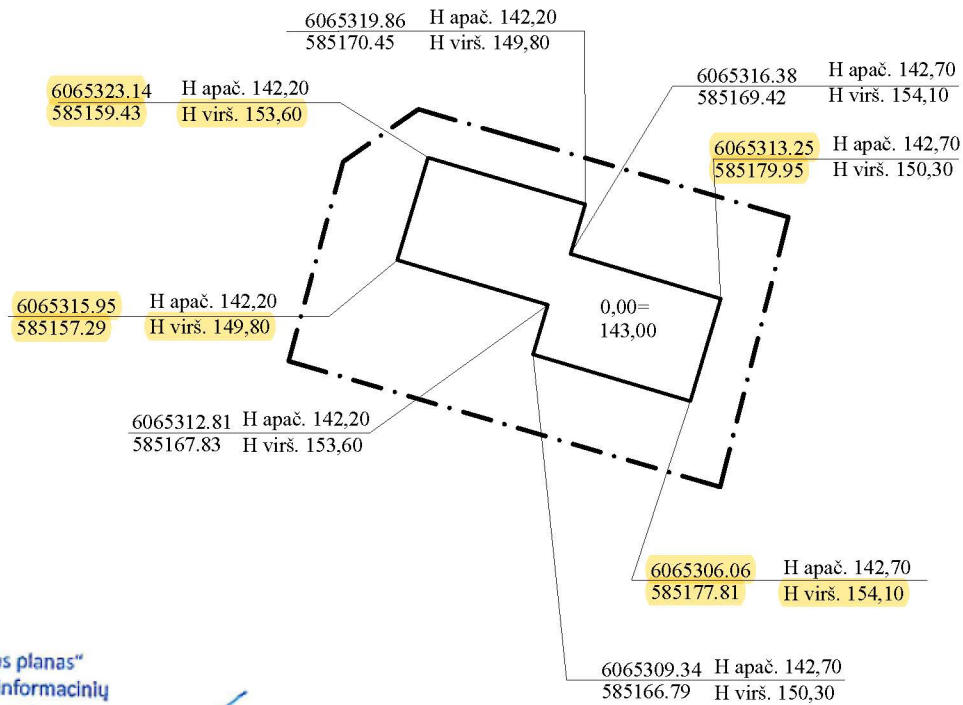 6065319.86 H apač. 142,20
585170.45 H virš. 149,80
6065323.14 H apač. 142,20
585159.43 H virš. 153,60
6065316.38 H apač. 142,70
585169.42 H virš. 154,10
6065313.25 H apač. 142,70
585179.95 H virš. 150,30
6065315.95 H apač. 142,20
585157.29 H virš. 149,80
0,00=
143,00
6065312.81 H apač. 142,20
585167.83 H virš. 153,60
6065306.06 H apač. 142,70
585177.81 H virš. 154,10
6065309.34 H apač. 142,70
585166.79 H virš. 150,30
s planas“
informacinių